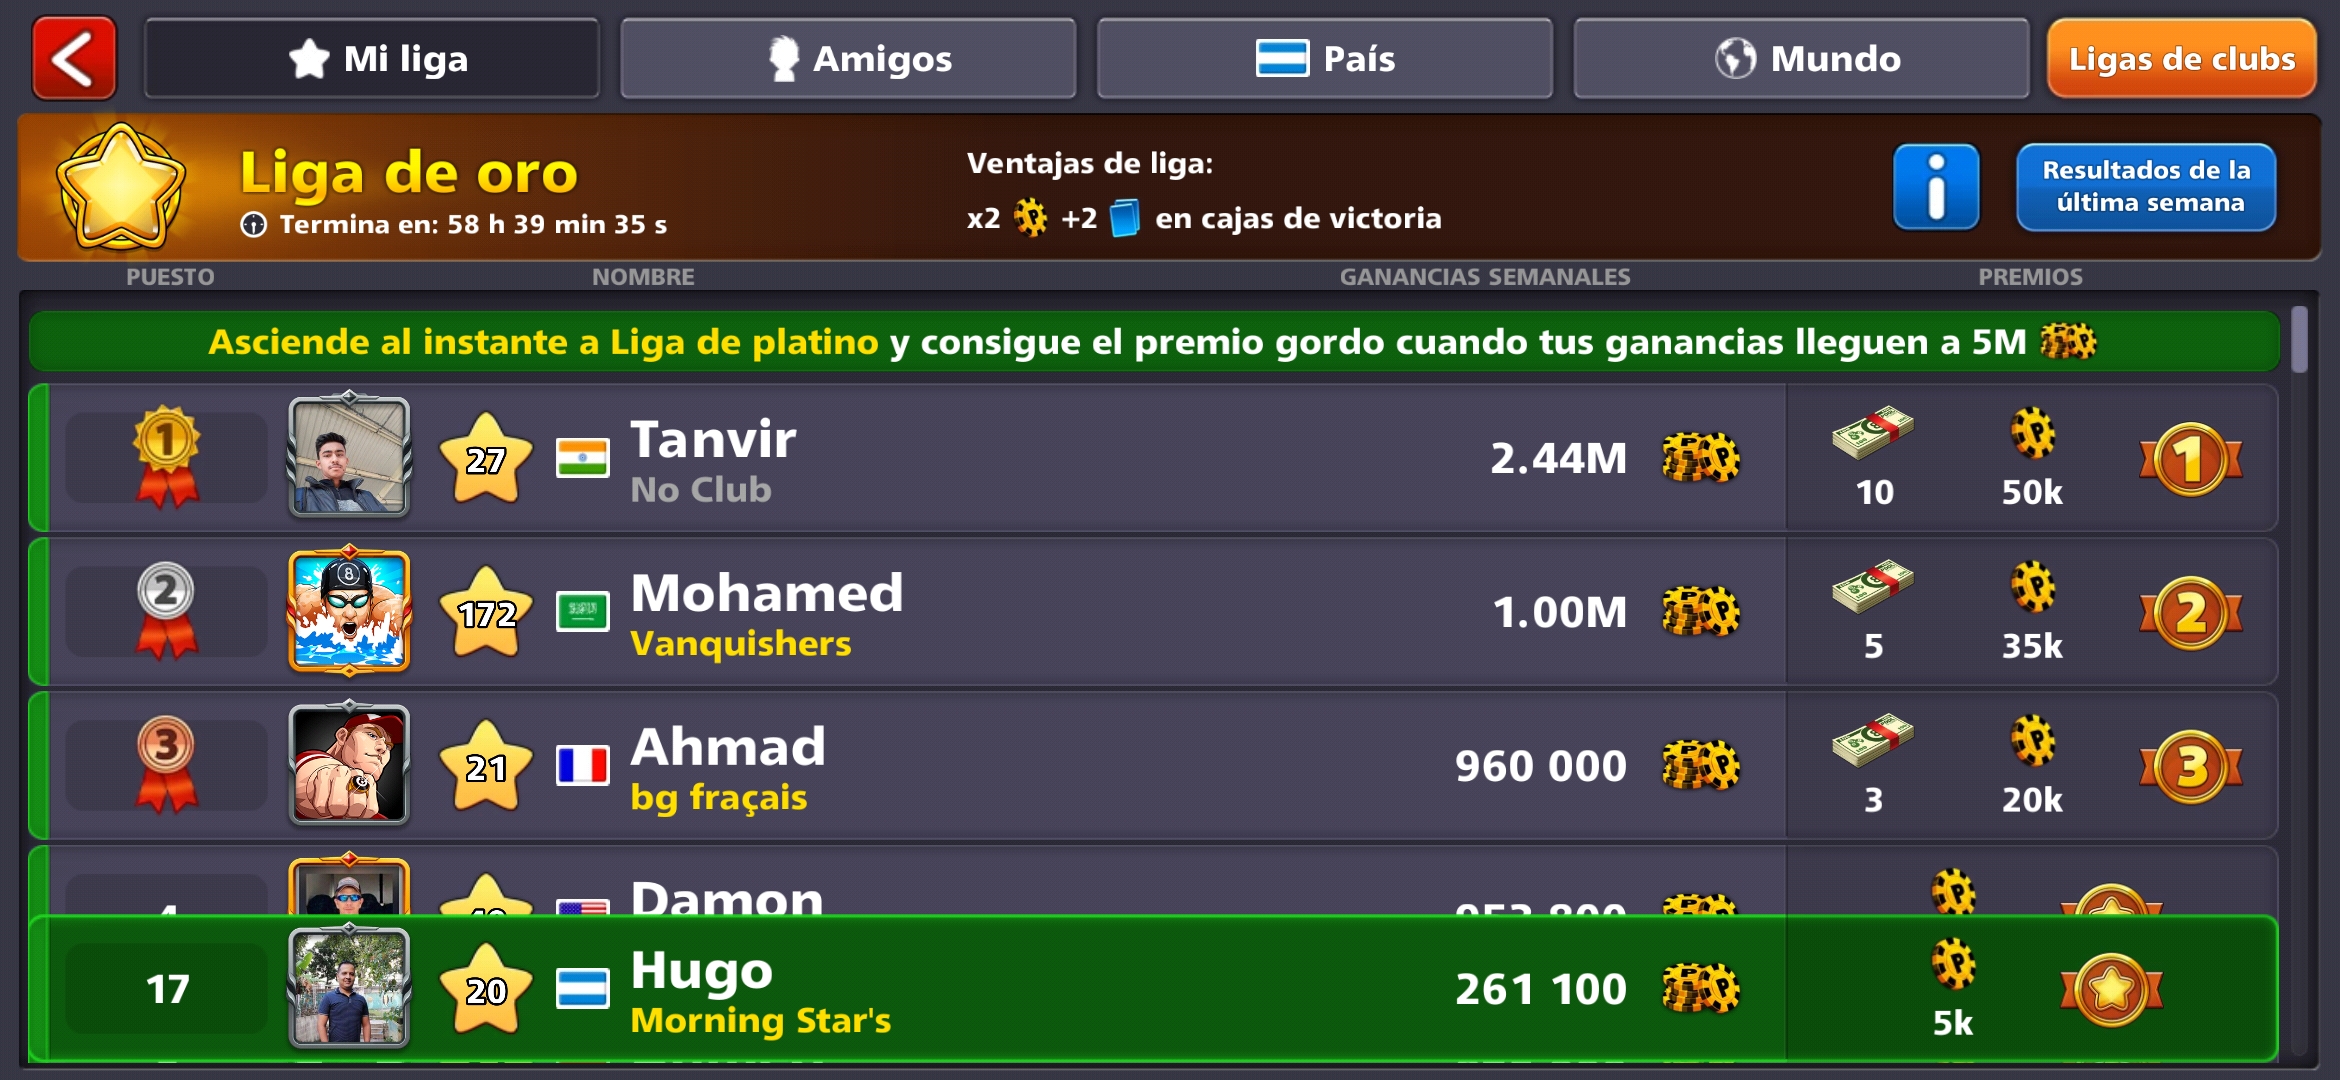 Mi liga
Amigos
País
Mundo
Ligas de clubs
Liga de oro
Termina en: 58 h 39 min 35 s
Ventajas de liga:
x2 +2 en cajas de victoria
i
Resultados de la
última semana
PUESTO NOMBRE GANANCIAS SEMANALES PREMIOS
Asciende al instante a Liga de platino y consigue el premio gordo cuando tus ganancias lleguen a 5M
1 27 Tanvir 2.44M 10 50k 1
No Club
2 8 172 Mohamed 1.00M 5 35k 2
Vanquishers
3 21 Ahmad 960 000 3 20k 3
bg fraçais
4 Damon 953 800
17 20 Hugo 261 100 5k
Morning Star's